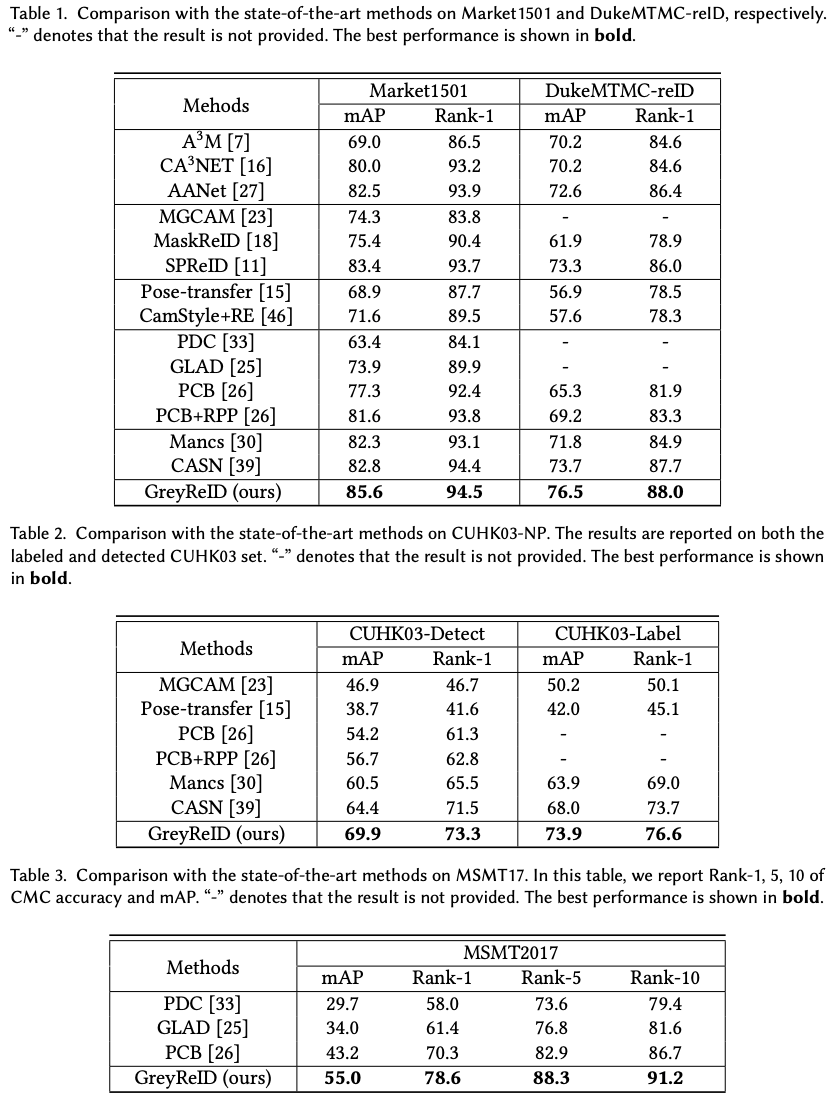 Table 1. Comparison with the state-of-the-art methods on Market1501 and DukeMTMC-reID, respectively.
“-” denotes that the result is not provided. The best performance is shown in bold.
Mehods Market1501 DukeMTMC-reID
mAP Rank-1 mAP Rank-1
A³M [7] 69.0 86.5 70.2 84.6
CA³NET [16] 80.0 93.2 70.2 84.6
AANet [27] 82.5 93.9 72.6 86.4
MGCAM [23] 74.3 83.8 - -
MaskReID [18] 75.4 90.4 61.9 78.9
SPReID [11] 83.4 93.7 73.3 86.0
Pose-transfer [15] 68.9 87.7 56.9 78.5
CamStyle+RE [46] 71.6 89.5 57.6 78.3
PDC [33] 63.4 84.1 - -
GLAD [25] 73.9 89.9 - -
PCB [26] 77.3 92.4 65.3 81.9
PCB+RPP [26] 81.6 93.8 69.2 83.3
Mancs [30] 82.3 93.1 71.8 84.9
CASN [39] 82.8 94.4 73.7 87.7
GreyReID (ours) 85.6 94.5 76.5 88.0
Table 2. Comparison with the state-of-the-art methods on CUHK03-NP. The results are reported on both the
labeled and detected CUHK03 set. “-” denotes that the result is not provided. The best performance is shown
in bold.
Methods CUHK03-Detect CUHK03-Label
mAP Rank-1 mAP Rank-1
MGCAM [23] 46.9 46.7 50.2 50.1
Pose-transfer [15] 38.7 41.6 42.0 45.1
PCB [26] 54.2 61.3 - -
PCB+RPP [26] 56.7 62.8 - -
Mancs [30] 60.5 65.5 63.9 69.0
CASN [39] 64.4 71.5 68.0 73.7
GreyReID (ours) 69.9 73.3 73.9 76.6
Table 3. Comparison with the state-of-the-art methods on MSMT17. In this table, we report Rank-1, 5, 10 of
CMC accuracy and mAP. “-” denotes that the result is not provided. The best performance is shown in bold.
Methods MSMT2017
mAP Rank-1 Rank-5 Rank-10
PDC [33] 29.7 58.0 73.6 79.4
GLAD [25] 34.0 61.4 76.8 81.6
PCB [26] 43.2 70.3 82.9 86.7
GreyReID (ours) 55.0 78.6 88.3 91.2